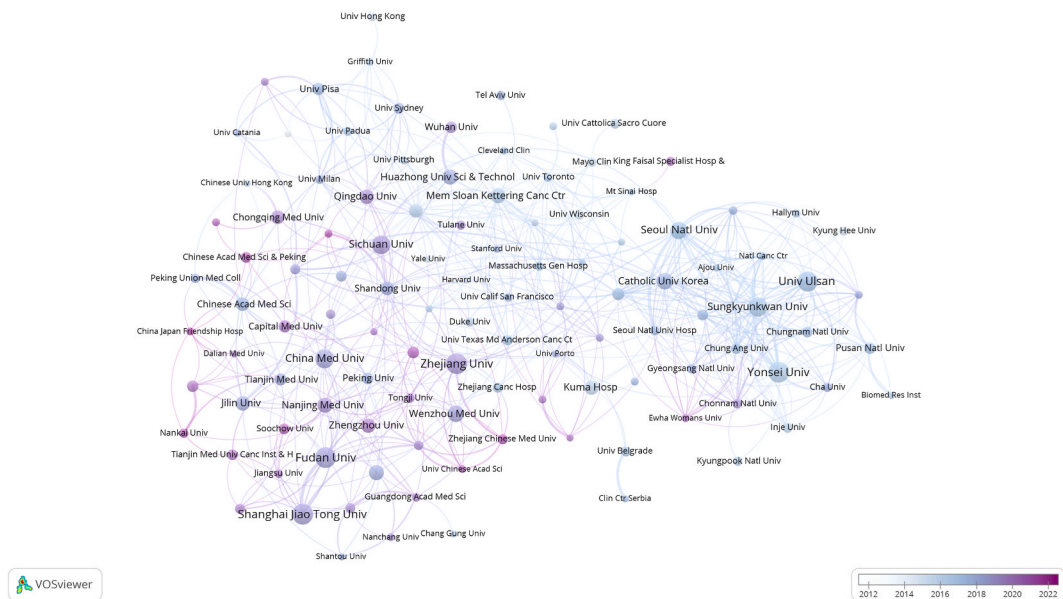 Univ Hong Kong
Griffith Univ
Univ Pisa
Tel Aviv Univ
Univ Sydney
Univ Catania
Univ Padua
Wuhan Univ
Univ Cattolica Sacro Cuore
Cleveland Clin
Univ Pittsburgh
Mayo Clin
King Faisal Specialist Hosp &
Chinese Univ Hong Kong
Univ Milan
Huazhong Univ Sci & Technol
Univ Toronto
Qingdao Univ
Mem Sloan Kettering Canc Ctr
Mt Sinai Hosp
Chongqing Med Univ
Tulane Univ
Univ Wisconsin
Hallym Univ
Seoul Natl Univ
Kyung Hee Univ
Sichuan Univ
Stanford Univ
Chinese Acad Med Sci & Peking
Yale Univ
Massachusetts Gen Hosp
Natl Canc Ctr
Ajou Univ
Peking Union Med Coll
Shandong Univ
Harvard Univ
Catholic Univ Korea
Univ Ulsan
Chinese Acad Med Sci
Univ Calif San Francisco
Sungkyunkwan Univ
China Japan Friendship Hosp
Capital Med Univ
Duke Univ
Seoul Natl Univ Hosp
Chungnam Natl Univ
Univ Texas Md Anderson Canc Ct
Dalian Med Univ
China Med Univ
Zhejiang Univ
Univ Porto
Chung Ang Univ
Pusan Natl Univ
Tianjin Med Univ
Peking Univ
Gyeongsang Natl Univ
Yonsei Univ
Zhejiang Canc Hosp
Kuma Hosp
Cha Univ
Biomed Res Inst
Jilin Univ
Nanjing Med Univ
Tongji Univ
Wenzhou Med Univ
Chonnam Natl Univ
Ewha Womans Univ
Nankai Univ
Soochow Univ
Zhengzhou Univ
Zhejiang Chinese Med Univ
Inje Univ
Tianjin Med Univ Canc Inst & H
Fudan Univ
Univ Belgrade
Kyungpook Natl Univ
Jiangsu Univ
Univ Chinese Acad Sci
Guangdong Acad Med Sci
Clin Ctr Serbia
Shanghai Jiao Tong Univ
Nanchang Univ
Chang Gung Univ
Shantou Univ
VOSviewer
2012 2014 2016 2018 2020 2022